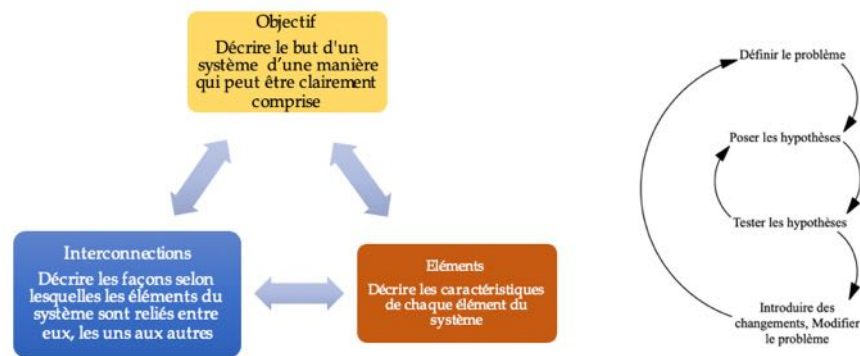 Objectif
Décrire le but d'un
système d'une manière
qui peut être clairement
comprise
Interconnections
Décrire les façons selon
lesquelles les éléments du
système sont reliés entre
eux, les uns aux autres
Eléments
Décrire les caractéristiques
de chaque élément du
système
Définir le problème
Poser les hypothèses
Tester les hypothèses
Introduire des
changements, Modifier
le problème